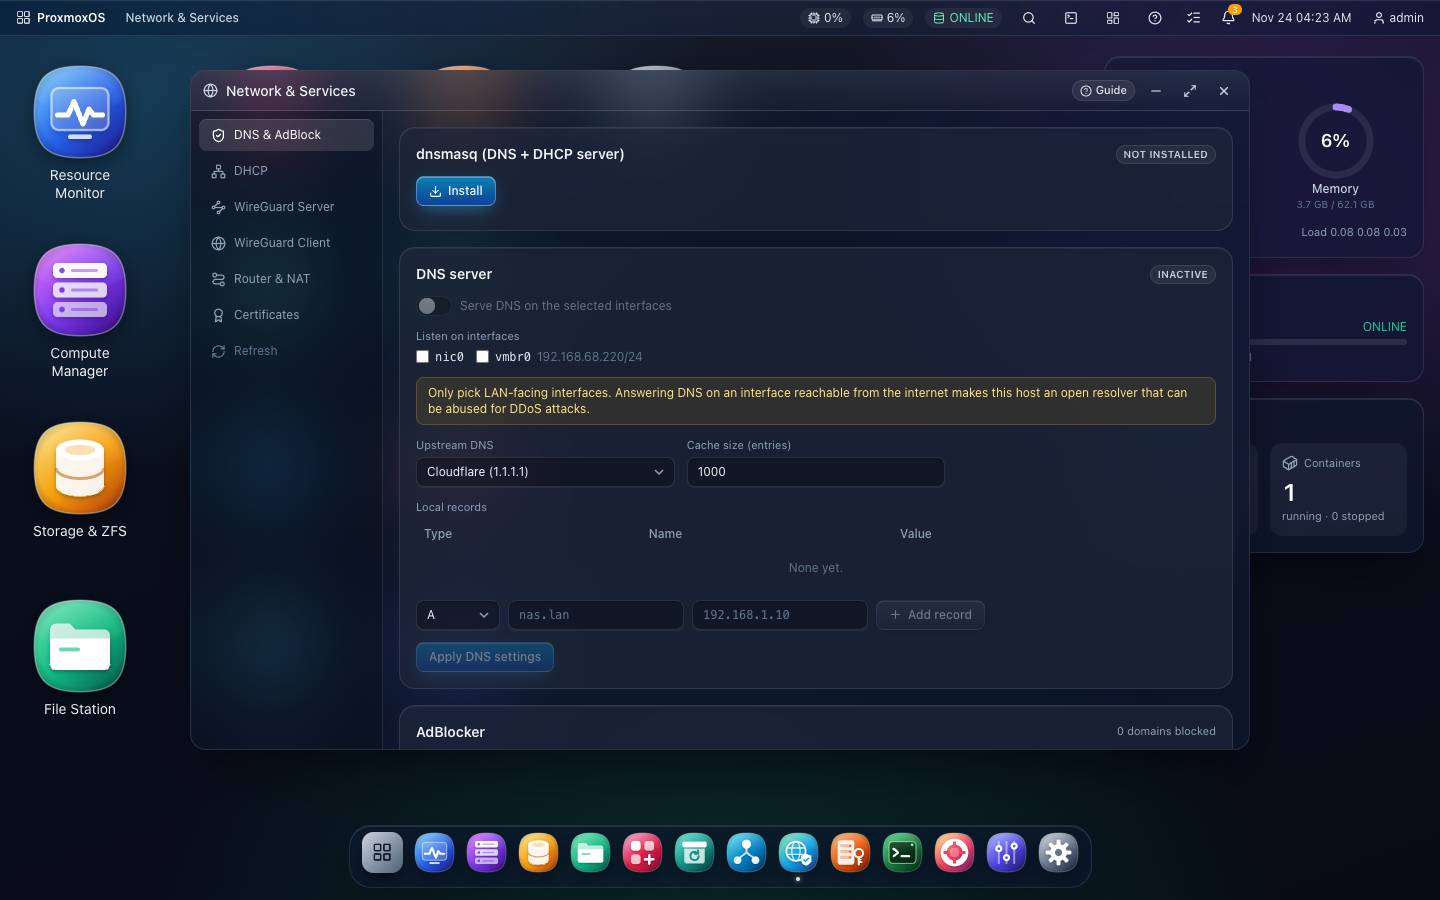 ProxmoxOS
Network & Services
0%
6%
ONLINE
3
Nov 24 04:23 AM
admin
Resource
Monitor
Compute
Manager
Storage & ZFS
File Station
Network & Services
Guide
DNS & AdBlock
DHCP
WireGuard Server
WireGuard Client
Router & NAT
Certificates
Refresh
dnsmasq (DNS + DHCP server)
NOT INSTALLED
Install
DNS server
INACTIVE
Serve DNS on the selected interfaces
Listen on interfaces
nic0
vmbr0 192.168.68.220/24
Only pick LAN-facing interfaces. Answering DNS on an interface reachable from the internet makes this host an open resolver that can
be abused for DDoS attacks.
Upstream DNS
Cache size (entries)
Cloudflare (1.1.1.1)
1000
Local records
Type
Name
Value
None yet.
A
nas.lan
192.168.1.10
Add record
Apply DNS settings
AdBlocker
0 domains blocked
6%
Memory
3.7 GB / 62.1 GB
Load 0.08 0.08 0.03
ONLINE
Containers
1
running · 0 stopped